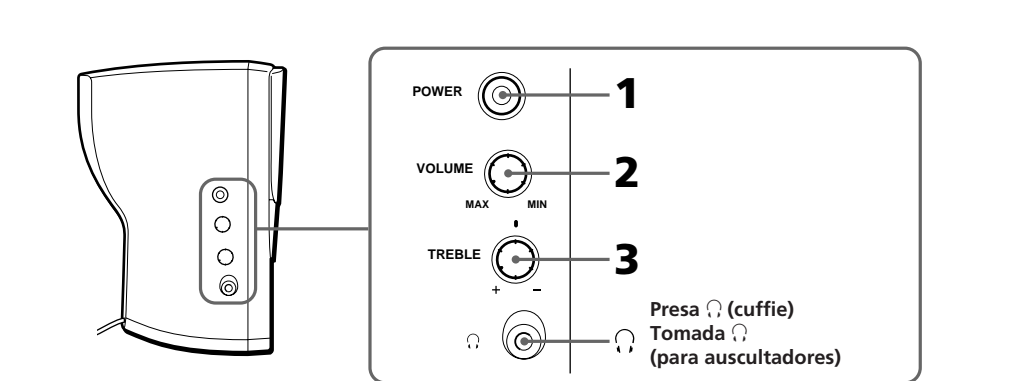 POWER
1
VOLUME
2
MAX MIN
TREBLE
3
+ −
Presa 🎧 (cuffie)
Tomada 🎧
(para auscultadores)